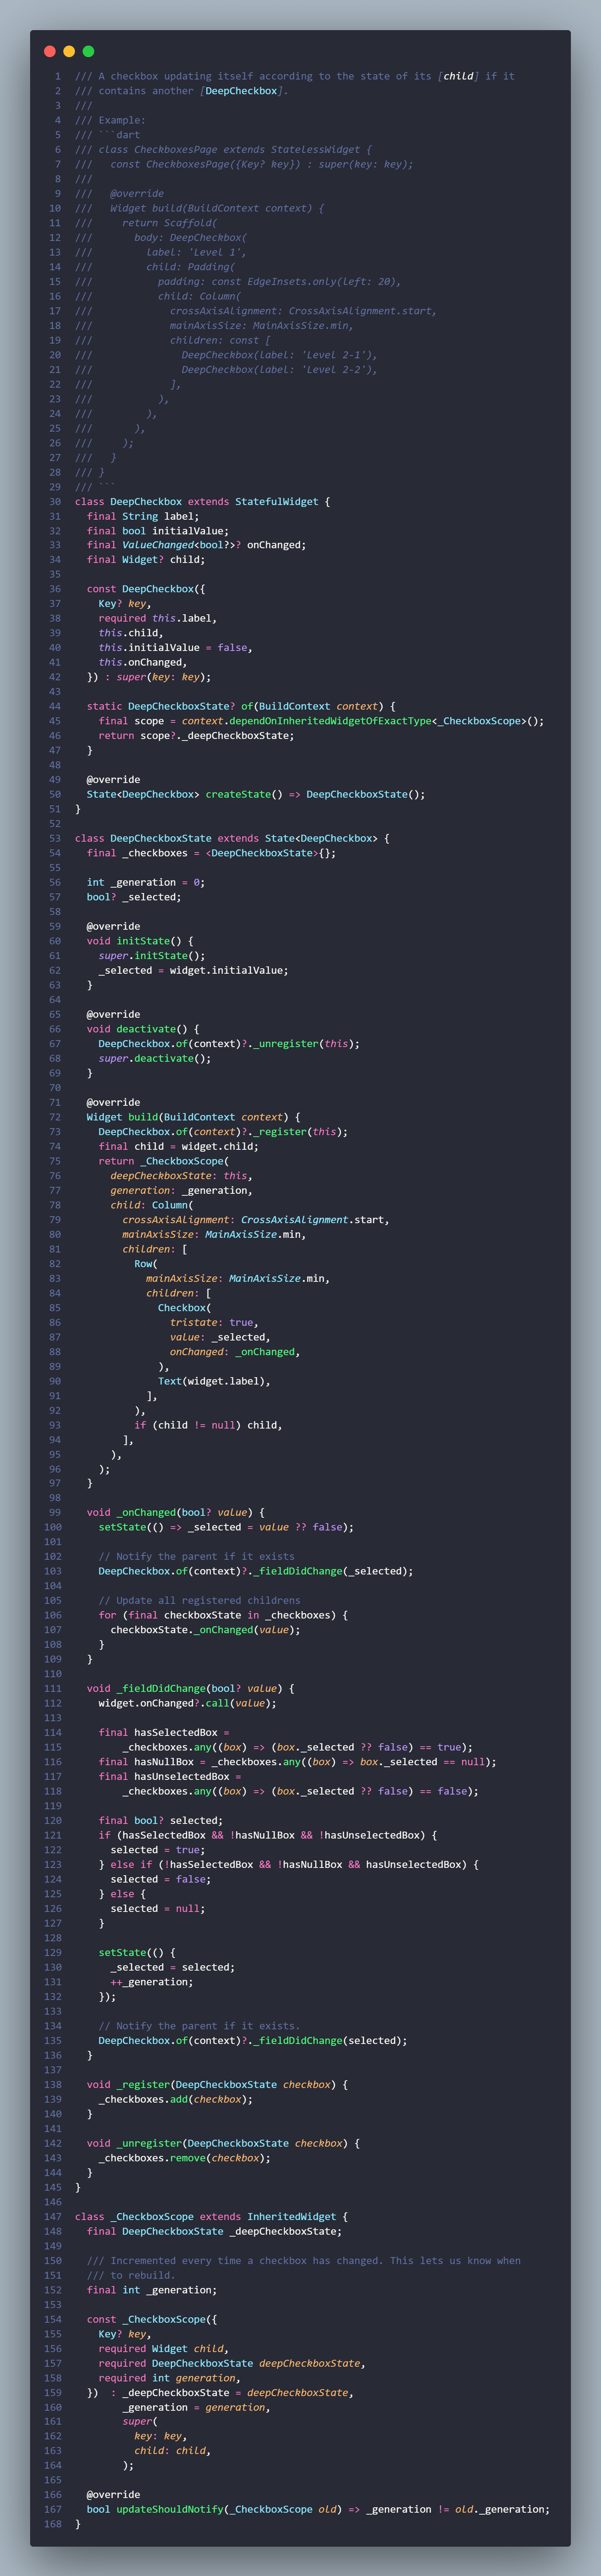 1 /// A checkbox updating itself according to the state of its [child] if it
2 /// contains another [DeepCheckbox].
3 ///
4 /// Example:
5 /// ```dart
6 /// class CheckboxesPage extends StatelessWidget {
7 ///   const CheckboxesPage({Key? key}) : super(key: key);
8 ///
9 ///   @override
10 ///   Widget build(BuildContext context) {
11 ///     return Scaffold(
12 ///       body: DeepCheckbox(
13 ///         label: 'Level 1',
14 ///         child: Padding(
15 ///           padding: const EdgeInsets.only(left: 20),
16 ///           child: Column(
17 ///             crossAxisAlignment: CrossAxisAlignment.start,
18 ///             mainAxisSize: MainAxisSize.min,
19 ///             children: const [
20 ///               DeepCheckbox(label: 'Level 2-1'),
21 ///               DeepCheckbox(label: 'Level 2-2'),
22 ///             ],
23 ///           ),
24 ///         ),
25 ///       ),
26 ///     );
27 ///   }
28 /// }
29 /// ```
30 class DeepCheckbox extends StatefulWidget {
31   final String label;
32   final bool initialValue;
33   final ValueChanged<bool?>? onChanged;
34   final Widget? child;
35
36   const DeepCheckbox({
37     Key? key,
38     required this.label,
39     this.child,
40     this.initialValue = false,
41     this.onChanged,
42   }) : super(key: key);
43
44   static DeepCheckboxState? of(BuildContext context) {
45     final scope = context.dependOnInheritedWidgetOfExactType<_CheckboxScope>();
46     return scope?._deepCheckboxState;
47   }
48
49   @override
50   State<DeepCheckbox> createState() => DeepCheckboxState();
51 }
52
53 class DeepCheckboxState extends State<DeepCheckbox> {
54   final _checkboxes = <DeepCheckboxState>{};
55
56   int _generation = 0;
57   bool? _selected;
58
59   @override
60   void initState() {
61     super.initState();
62     _selected = widget.initialValue;
63   }
64
65   @override
66   void deactivate() {
67     DeepCheckbox.of(context)?._unregister(this);
68     super.deactivate();
69   }
70
71   @override
72   Widget build(BuildContext context) {
73     DeepCheckbox.of(context)?._register(this);
74     final child = widget.child;
75     return _CheckboxScope(
76       deepCheckboxState: this,
77       generation: _generation,
78       child: Column(
79         crossAxisAlignment: CrossAxisAlignment.start,
80         mainAxisSize: MainAxisSize.min,
81         children: [
82           Row(
83             mainAxisSize: MainAxisSize.min,
84             children: [
85               Checkbox(
86                 tristate: true,
87                 value: _selected,
88                 onChanged: _onChanged,
89               ),
90               Text(widget.label),
91             ],
92           ),
93           if (child != null) child,
94         ],
95       ),
96     );
97   }
98
99   void _onChanged(bool? value) {
100     setState(() => _selected = value ?? false);
101
102     // Notify the parent if it exists
103     DeepCheckbox.of(context)?._fieldDidChange(_selected);
104
105     // Update all registered childrens
106     for (final checkboxState in _checkboxes) {
107       checkboxState._onChanged(value);
108     }
109   }
110
111   void _fieldDidChange(bool? value) {
112     widget.onChanged?.call(value);
113
114     final hasSelectedBox =
115         _checkboxes.any((box) => (box._selected ?? false) == true);
116     final hasNullBox = _checkboxes.any((box) => box._selected == null);
117     final hasUnselectedBox =
118         _checkboxes.any((box) => (box._selected ?? false) == false);
119
120     final bool? selected;
121     if (hasSelectedBox && !hasNullBox && !hasUnselectedBox) {
122       selected = true;
123     } else if (!hasSelectedBox && !hasNullBox && hasUnselectedBox) {
124       selected = false;
125     } else {
126       selected = null;
127     }
128
129     setState(() {
130       _selected = selected;
131       ++_generation;
132     });
133
134     // Notify the parent if it exists.
135     DeepCheckbox.of(context)?._fieldDidChange(selected);
136   }
137
138   void _register(DeepCheckboxState checkbox) {
139     _checkboxes.add(checkbox);
140   }
141
142   void _unregister(DeepCheckboxState checkbox) {
143     _checkboxes.remove(checkbox);
144   }
145 }
146
147 class _CheckboxScope extends InheritedWidget {
148   final DeepCheckboxState _deepCheckboxState;
149
150   /// Incremented every time a checkbox has changed. This lets us know when
151   /// to rebuild.
152   final int _generation;
153
154   const _CheckboxScope({
155     Key? key,
156     required Widget child,
157     required DeepCheckboxState deepCheckboxState,
158     required int generation,
159   })  : _deepCheckboxState = deepCheckboxState,
160         _generation = generation,
161         super(
162           key: key,
163           child: child,
164         );
165
166   @override
167   bool updateShouldNotify(_CheckboxScope old) => _generation != old._generation;
168 }